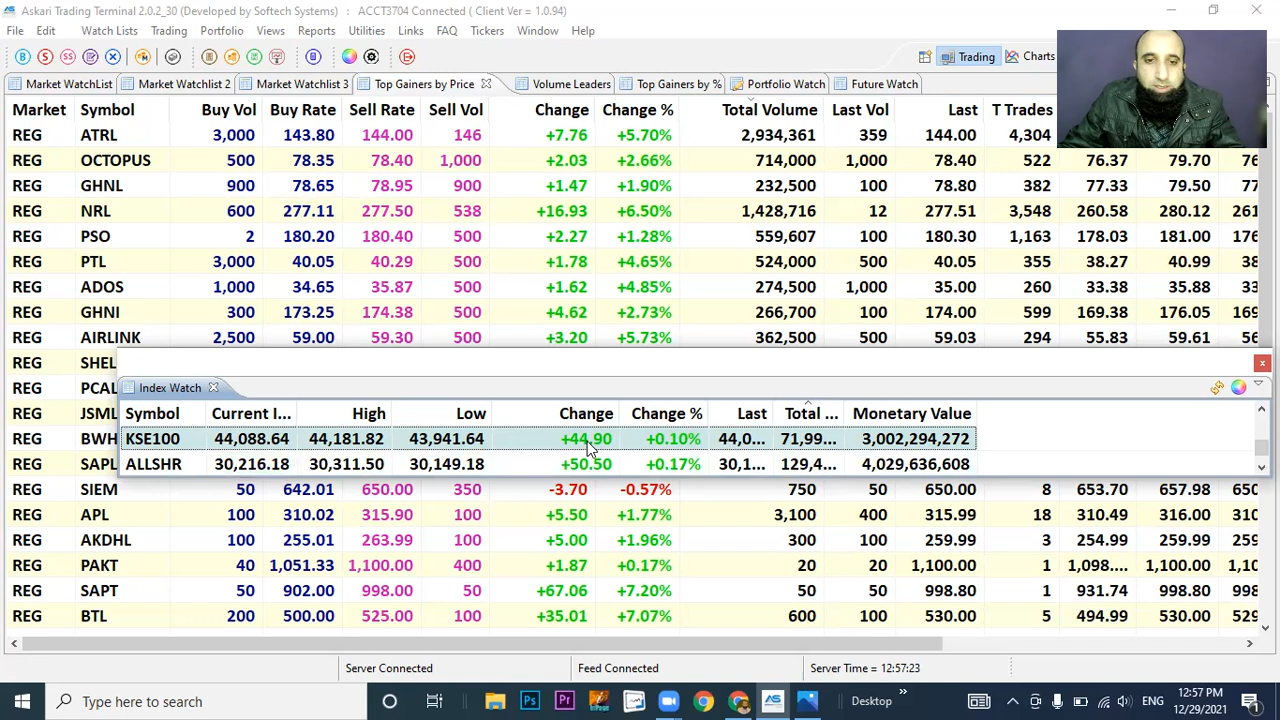 Askari Trading Terminal 2.0.2_30 (Developed by Softech Systems) : ACCT3704 Connected ( Client Ver = 1.0.94)
File Edit Watch Lists Trading Portfolio Views Reports Utilities Links FAQ Tickers Window Help
B S SS X Trading Charts
Market WatchList Market Watchlist 2 Market Watchlist 3 Top Gainers by Price Volume Leaders Top Gainers by % Portfolio Watch Future Watch
Market Symbol Buy Vol Buy Rate Sell Rate Sell Vol Change Change % Total Volume Last Vol Last T Trades
REG ATRL 3,000 143.80 144.00 146 +7.76 +5.70% 2,934,361 359 144.00 4,304
REG OCTOPUS 500 78.35 78.40 1,000 +2.03 +2.66% 714,000 1,000 78.40 522 76.37 79.70 76
REG GHNL 900 78.65 78.95 900 +1.47 +1.90% 232,500 100 78.80 382 77.33 79.50 77
REG NRL 600 277.11 277.50 538 +16.93 +6.50% 1,428,716 12 277.51 3,548 260.58 280.12 261
REG PSO 2 180.20 180.40 500 +2.27 +1.28% 559,607 100 180.30 1,163 178.03 181.00 176
REG PTL 3,000 40.05 40.29 500 +1.78 +4.65% 524,000 100 40.05 355 38.27 40.99 38
REG ADOS 1,000 34.65 35.87 500 +1.62 +4.85% 274,500 1,000 35.00 260 33.38 35.88 33
REG GHNI 300 173.25 174.38 500 +4.62 +2.73% 266,700 100 174.00 599 169.38 176.05 169
REG AIRLINK 2,500 59.00 59.30 500 +3.20 +5.73% 362,500 500 59.03 294 55.83 59.61 56
REG SHEL
REG PCAL
REG JSML
REG BWH
REG SAPL
Index Watch
Symbol Current I... High Low Change Change % Last Total ... Monetary Value
KSE100 44,088.64 44,181.82 43,941.64 +44.90 +0.10% 44,0... 71,99... 3,002,294,272
ALLSHR 30,216.18 30,311.50 30,149.18 +50.50 +0.17% 30,1... 129,4... 4,029,636,608
REG SIEM 50 642.01 650.00 350 -3.70 -0.57% 750 50 650.00 8 653.70 657.98 650
REG APL 100 310.02 315.90 100 +5.50 +1.77% 3,100 400 315.99 18 310.49 316.00 310
REG AKDHL 100 255.01 263.99 100 +5.00 +1.96% 300 100 259.99 3 254.99 259.99 259
REG PAKT 40 1,051.33 1,100.00 400 +1.87 +0.17% 20 20 1,100.00 1 1,098.... 1,100.00 1,10
REG SAPT 50 902.00 998.00 50 +67.06 +7.20% 50 50 998.80 1 931.74 998.80 998
REG BTL 200 500.00 525.00 100 +35.01 +7.07% 600 100 530.00 5 494.99 530.00 529
Server Connected Feed Connected Server Time = 12:57:23
Type here to search Ps Pr AS Desktop ENG 12:57 PM
12/29/2021